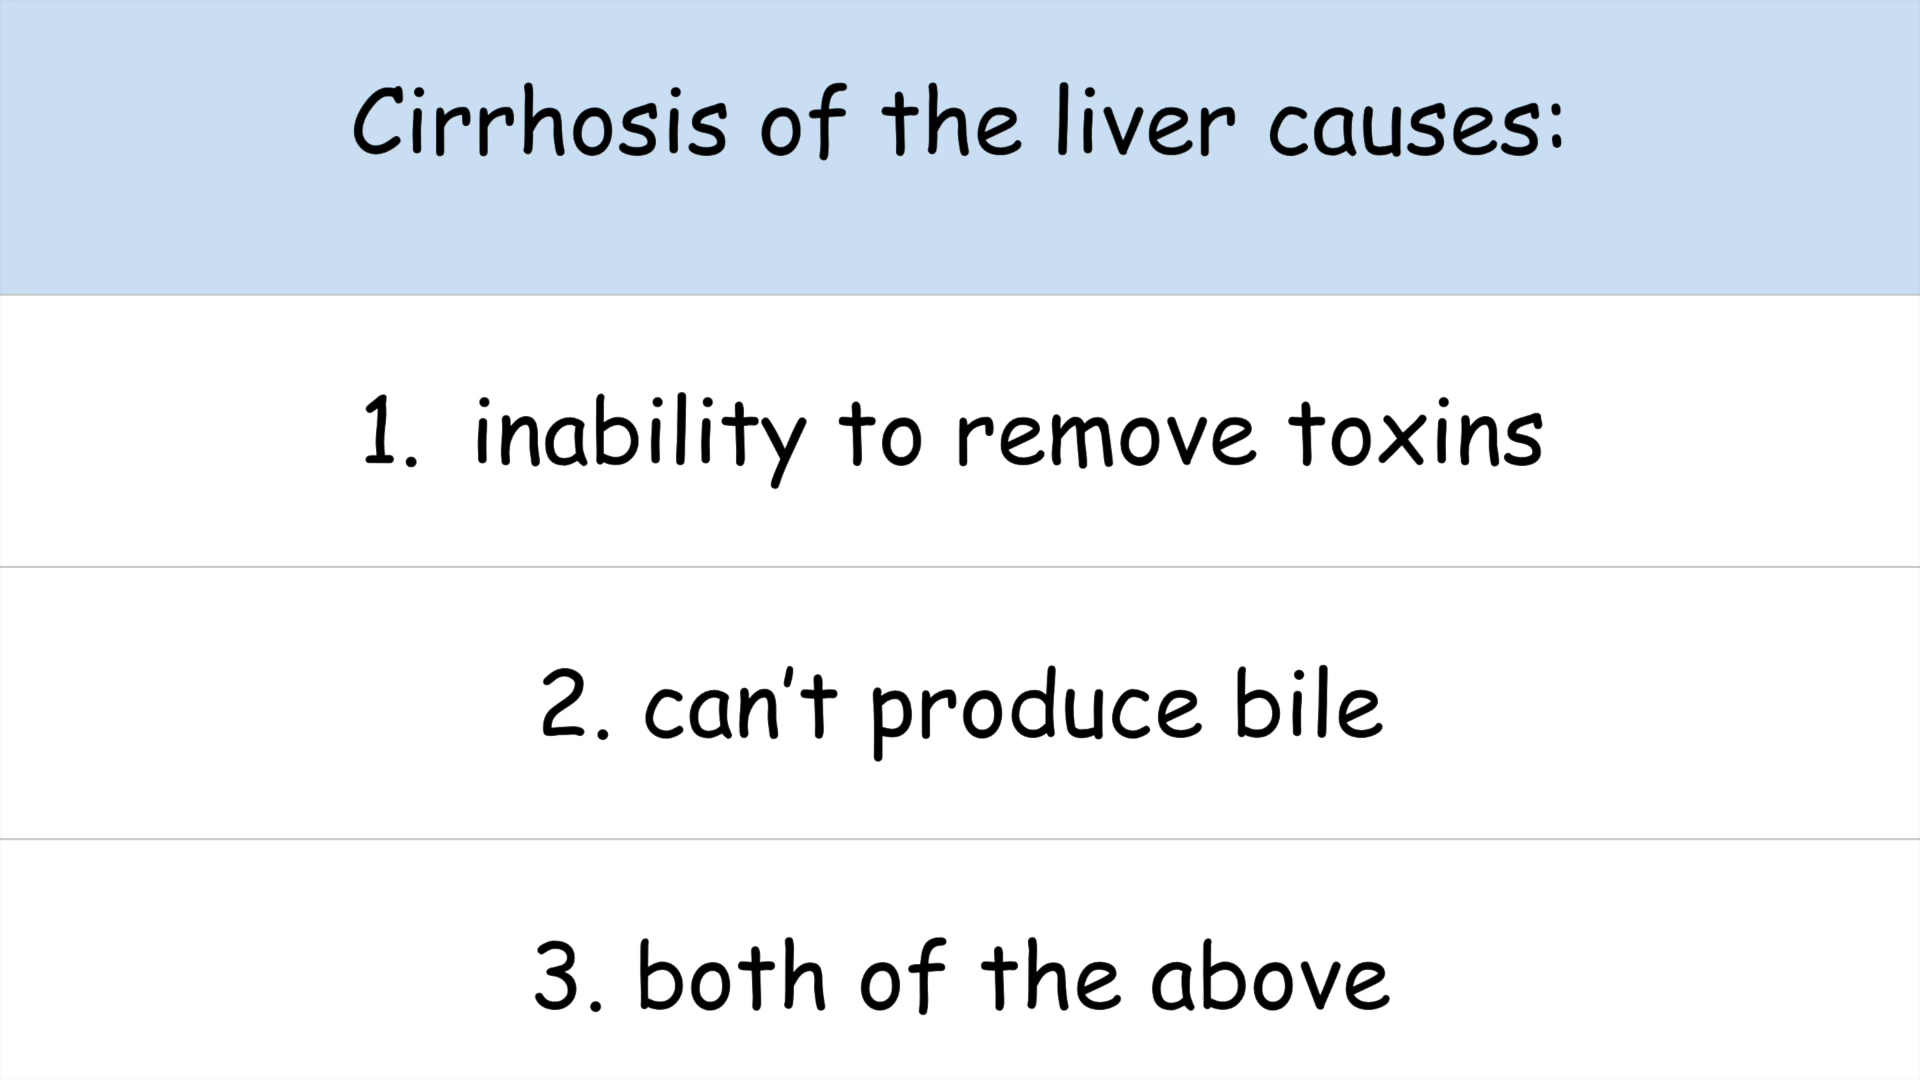 Cirrhosis of the liver causes:
1. inability to remove toxins
2. can't produce bile
3. both of the above